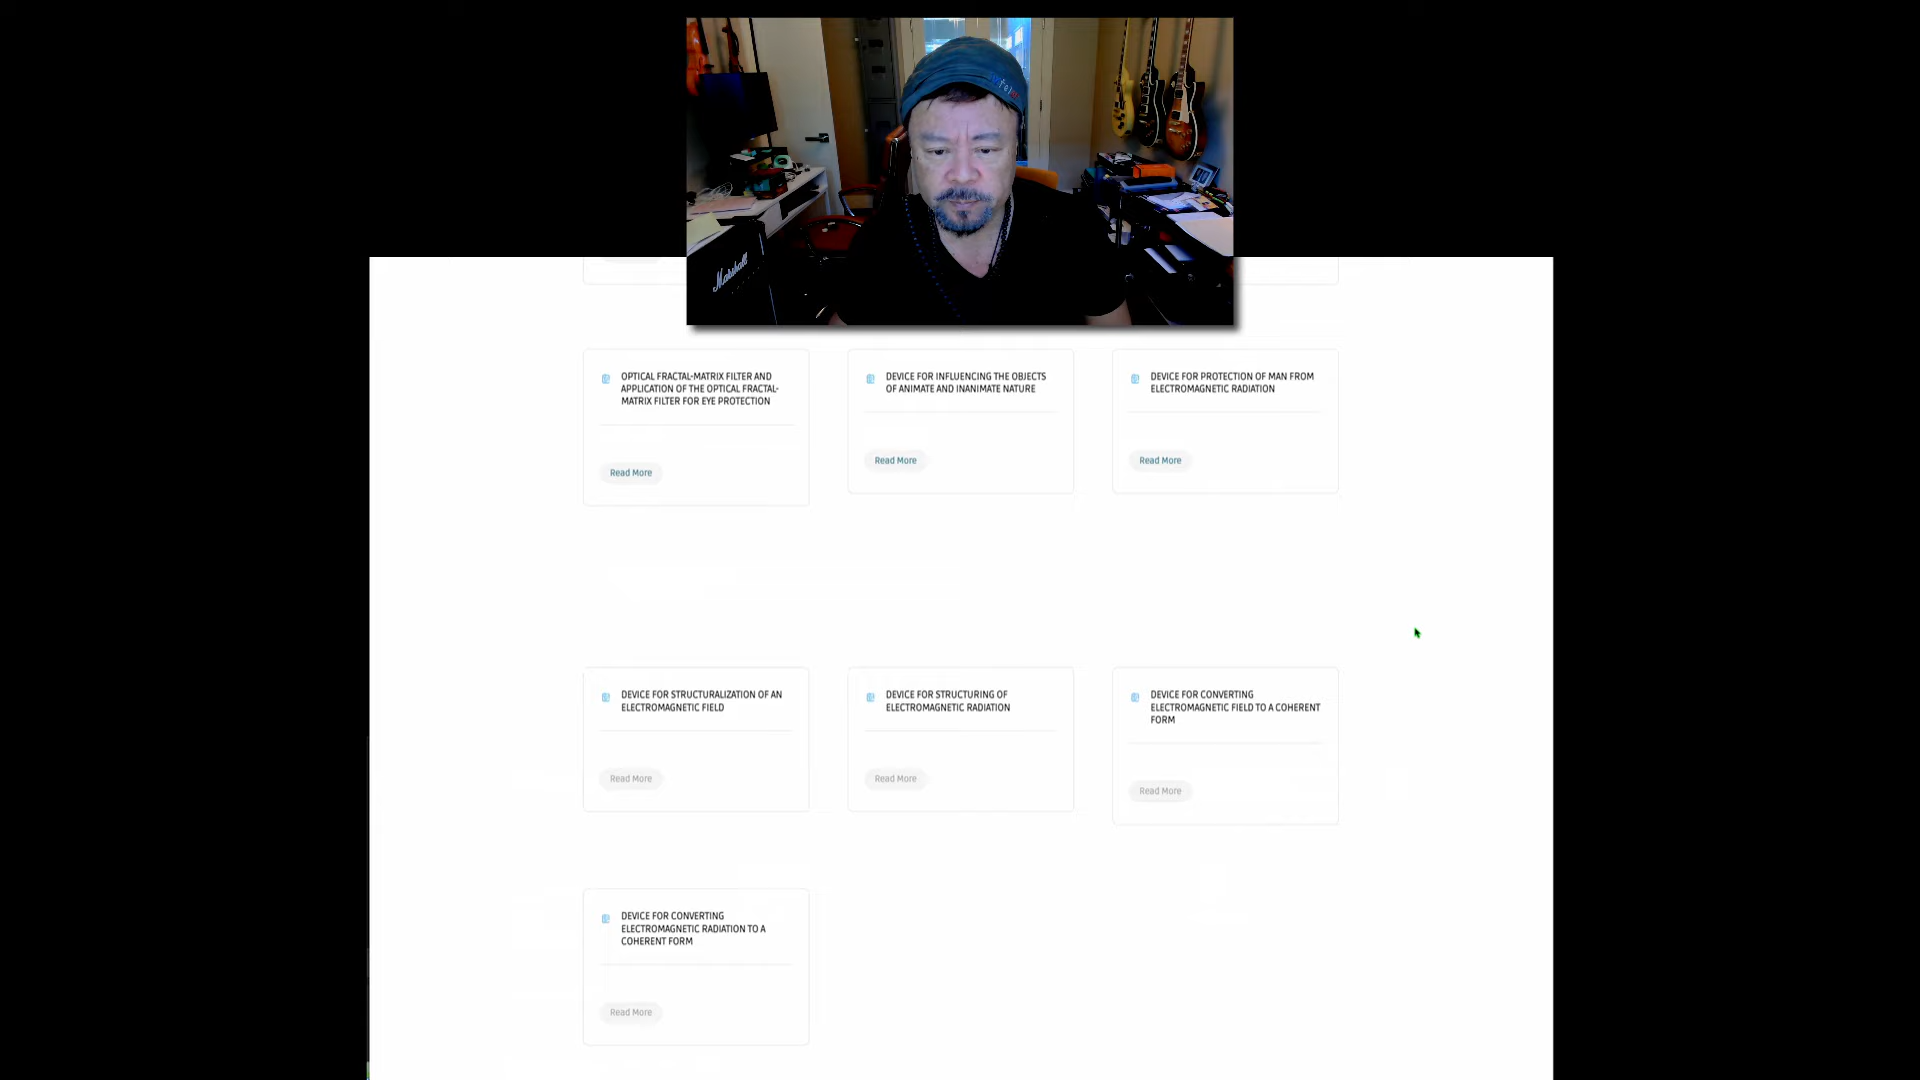 Marshall
OPTICAL FRACTAL-MATRIX FILTER AND
APPLICATION OF THE OPTICAL FRACTAL-
MATRIX FILTER FOR EYE PROTECTION
Read More
DEVICE FOR INFLUENCING THE OBJECTS
OF ANIMATE AND INANIMATE NATURE
Read More
DEVICE FOR PROTECTION OF MAN FROM
ELECTROMAGNETIC RADIATION
Read More
DEVICE FOR STRUCTURALIZATION OF AN
ELECTROMAGNETIC FIELD
Read More
DEVICE FOR STRUCTURING OF
ELECTROMAGNETIC RADIATION
Read More
DEVICE FOR CONVERTING
ELECTROMAGNETIC FIELD TO A COHERENT
FORM
Read More
DEVICE FOR CONVERTING
ELECTROMAGNETIC RADIATION TO A
COHERENT FORM
Read More